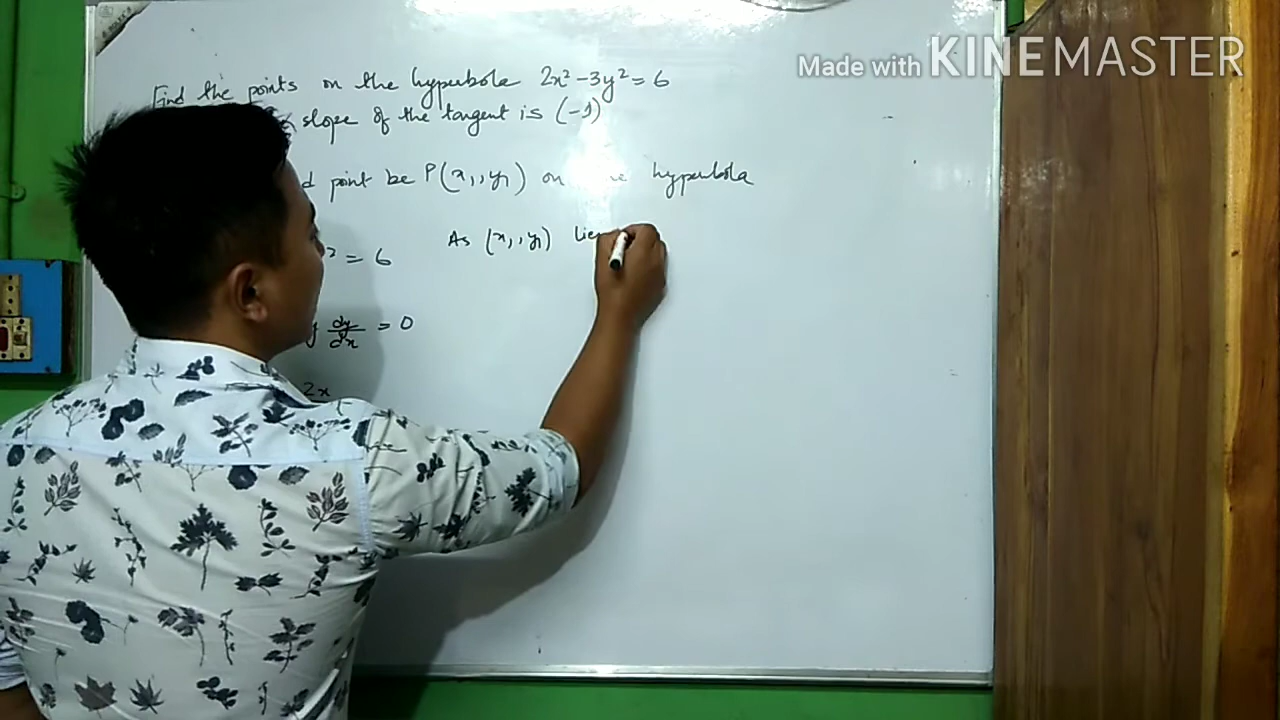 Made with KINEMASTER
Find the points on the hyperbola 2x² - 3y² = 6
slope of the tangent is (-1)
point be P(x₁, y₁) on hyperbola
² = 6
As (x₁, y₁) lie
y dy/dx = 0
2x